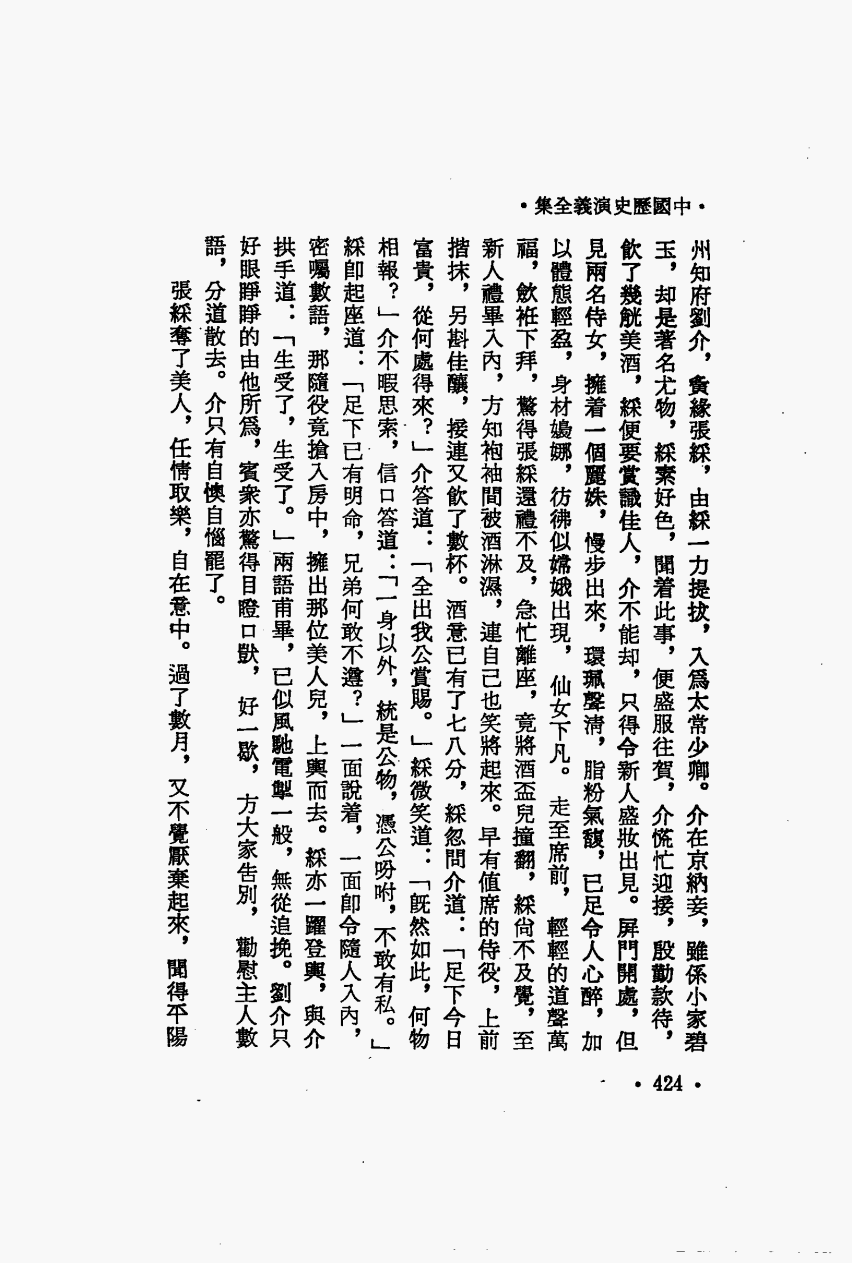 •中國歷史演義全集•
州知府劉介，夤緣張綵，由綵一力提拔，入爲太常少卿。介在京納妾，雖係小家碧
玉，却是著名尤物，綵素好色，聞着此事，便盛服往賀，介慌忙迎接，殷勤款待，
飲了幾觥美酒，綵便要賞識佳人，介不能却，只得令新人盛妝出見。屏門開處，但
見兩名侍女，擁着一個麗姝，慢步出來，環珮聲淸，脂粉氣馥，已足令人心醉，加
以體態輕盈，身材嬝娜，彷彿似嫦娥出現，仙女下凡。走至席前，輕輕的道聲萬
福，斂袵下拜，驚得張綵還禮不及，急忙離座，竟將酒盃兒撞翻，綵尙不及覺，至
新人禮畢入內，方知袍袖間被酒淋濕，連自己也笑將起來。早有值席的侍役，上前
揩抹，另斟佳釀，接連又飲了數杯。酒意已有了七八分，綵忽問介道：「足下今日
富貴，從何處得來？」介答道：「全出我公賞賜。」綵微笑道：「旣然如此，何物
相報？」介不暇思索，信口答道：「一身以外，統是公物，憑公吩咐，不敢有私。」
綵卽起座道：「足下已有明命，兄弟何敢不遵？」一面說着，一面卽令隨人入內，
密囑數語，那隨役竟搶入房中，擁出那位美人兒，上輿而去。綵亦一躍登輿，與介
拱手道：「生受了，生受了。」兩語甫畢，已似風馳電掣一般，無從追挽。劉介只
好眼睜睜的由他所爲，賓衆亦驚得目瞪口獃，好一歇，方大家告別，勸慰主人數
語，分道散去。介只有自懊自惱罷了。
張綵奪了美人，任情取樂，自在意中。過了數月，又不覺厭棄起來，聞得平陽
•424•